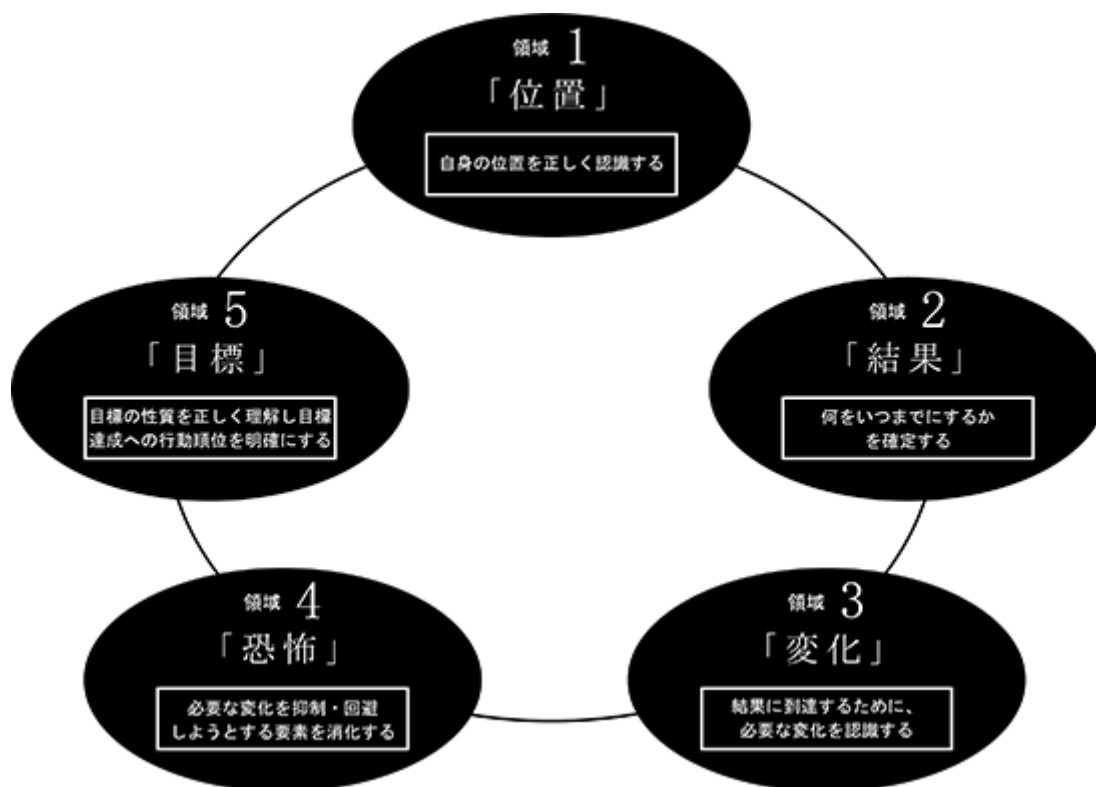 領域 1
「位置」
自身の位置を正しく認識する
領域 2
「結果」
何をいつまでにするか
を確定する
領域 3
「変化」
結果に到達するために、
必要な変化を認識する
領域 4
「恐怖」
必要な変化を抑制・回避
しようとする要素を消化する
領域 5
「目標」
目標の性質を正しく理解し目標
達成への行動順位を明確にする